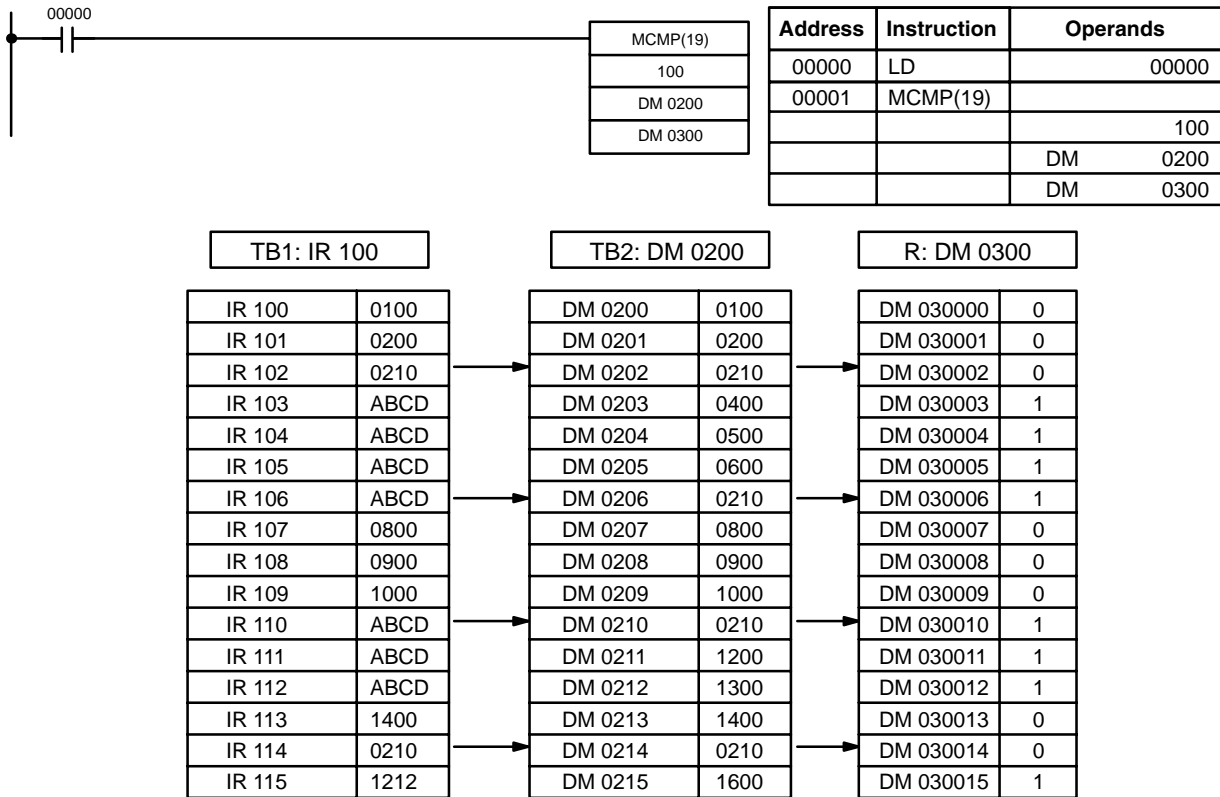 00000
MCMP(19)
100
DM 0200
DM 0300
Address Instruction Operands
00000 LD 00000
00001 MCMP(19)
100
DM 0200
DM 0300
TB1: IR 100 TB2: DM 0200 R: DM 0300
IR 100 0100 DM 0200 0100 DM 030000 0
IR 101 0200 DM 0201 0200 DM 030001 0
IR 102 0210 DM 0202 0210 DM 030002 0
IR 103 ABCD DM 0203 0400 DM 030003 1
IR 104 ABCD DM 0204 0500 DM 030004 1
IR 105 ABCD DM 0205 0600 DM 030005 1
IR 106 ABCD DM 0206 0210 DM 030006 1
IR 107 0800 DM 0207 0800 DM 030007 0
IR 108 0900 DM 0208 0900 DM 030008 0
IR 109 1000 DM 0209 1000 DM 030009 0
IR 110 ABCD DM 0210 0210 DM 030010 1
IR 111 ABCD DM 0211 1200 DM 030011 1
IR 112 ABCD DM 0212 1300 DM 030012 1
IR 113 1400 DM 0213 1400 DM 030013 0
IR 114 0210 DM 0214 0210 DM 030014 0
IR 115 1212 DM 0215 1600 DM 030015 1